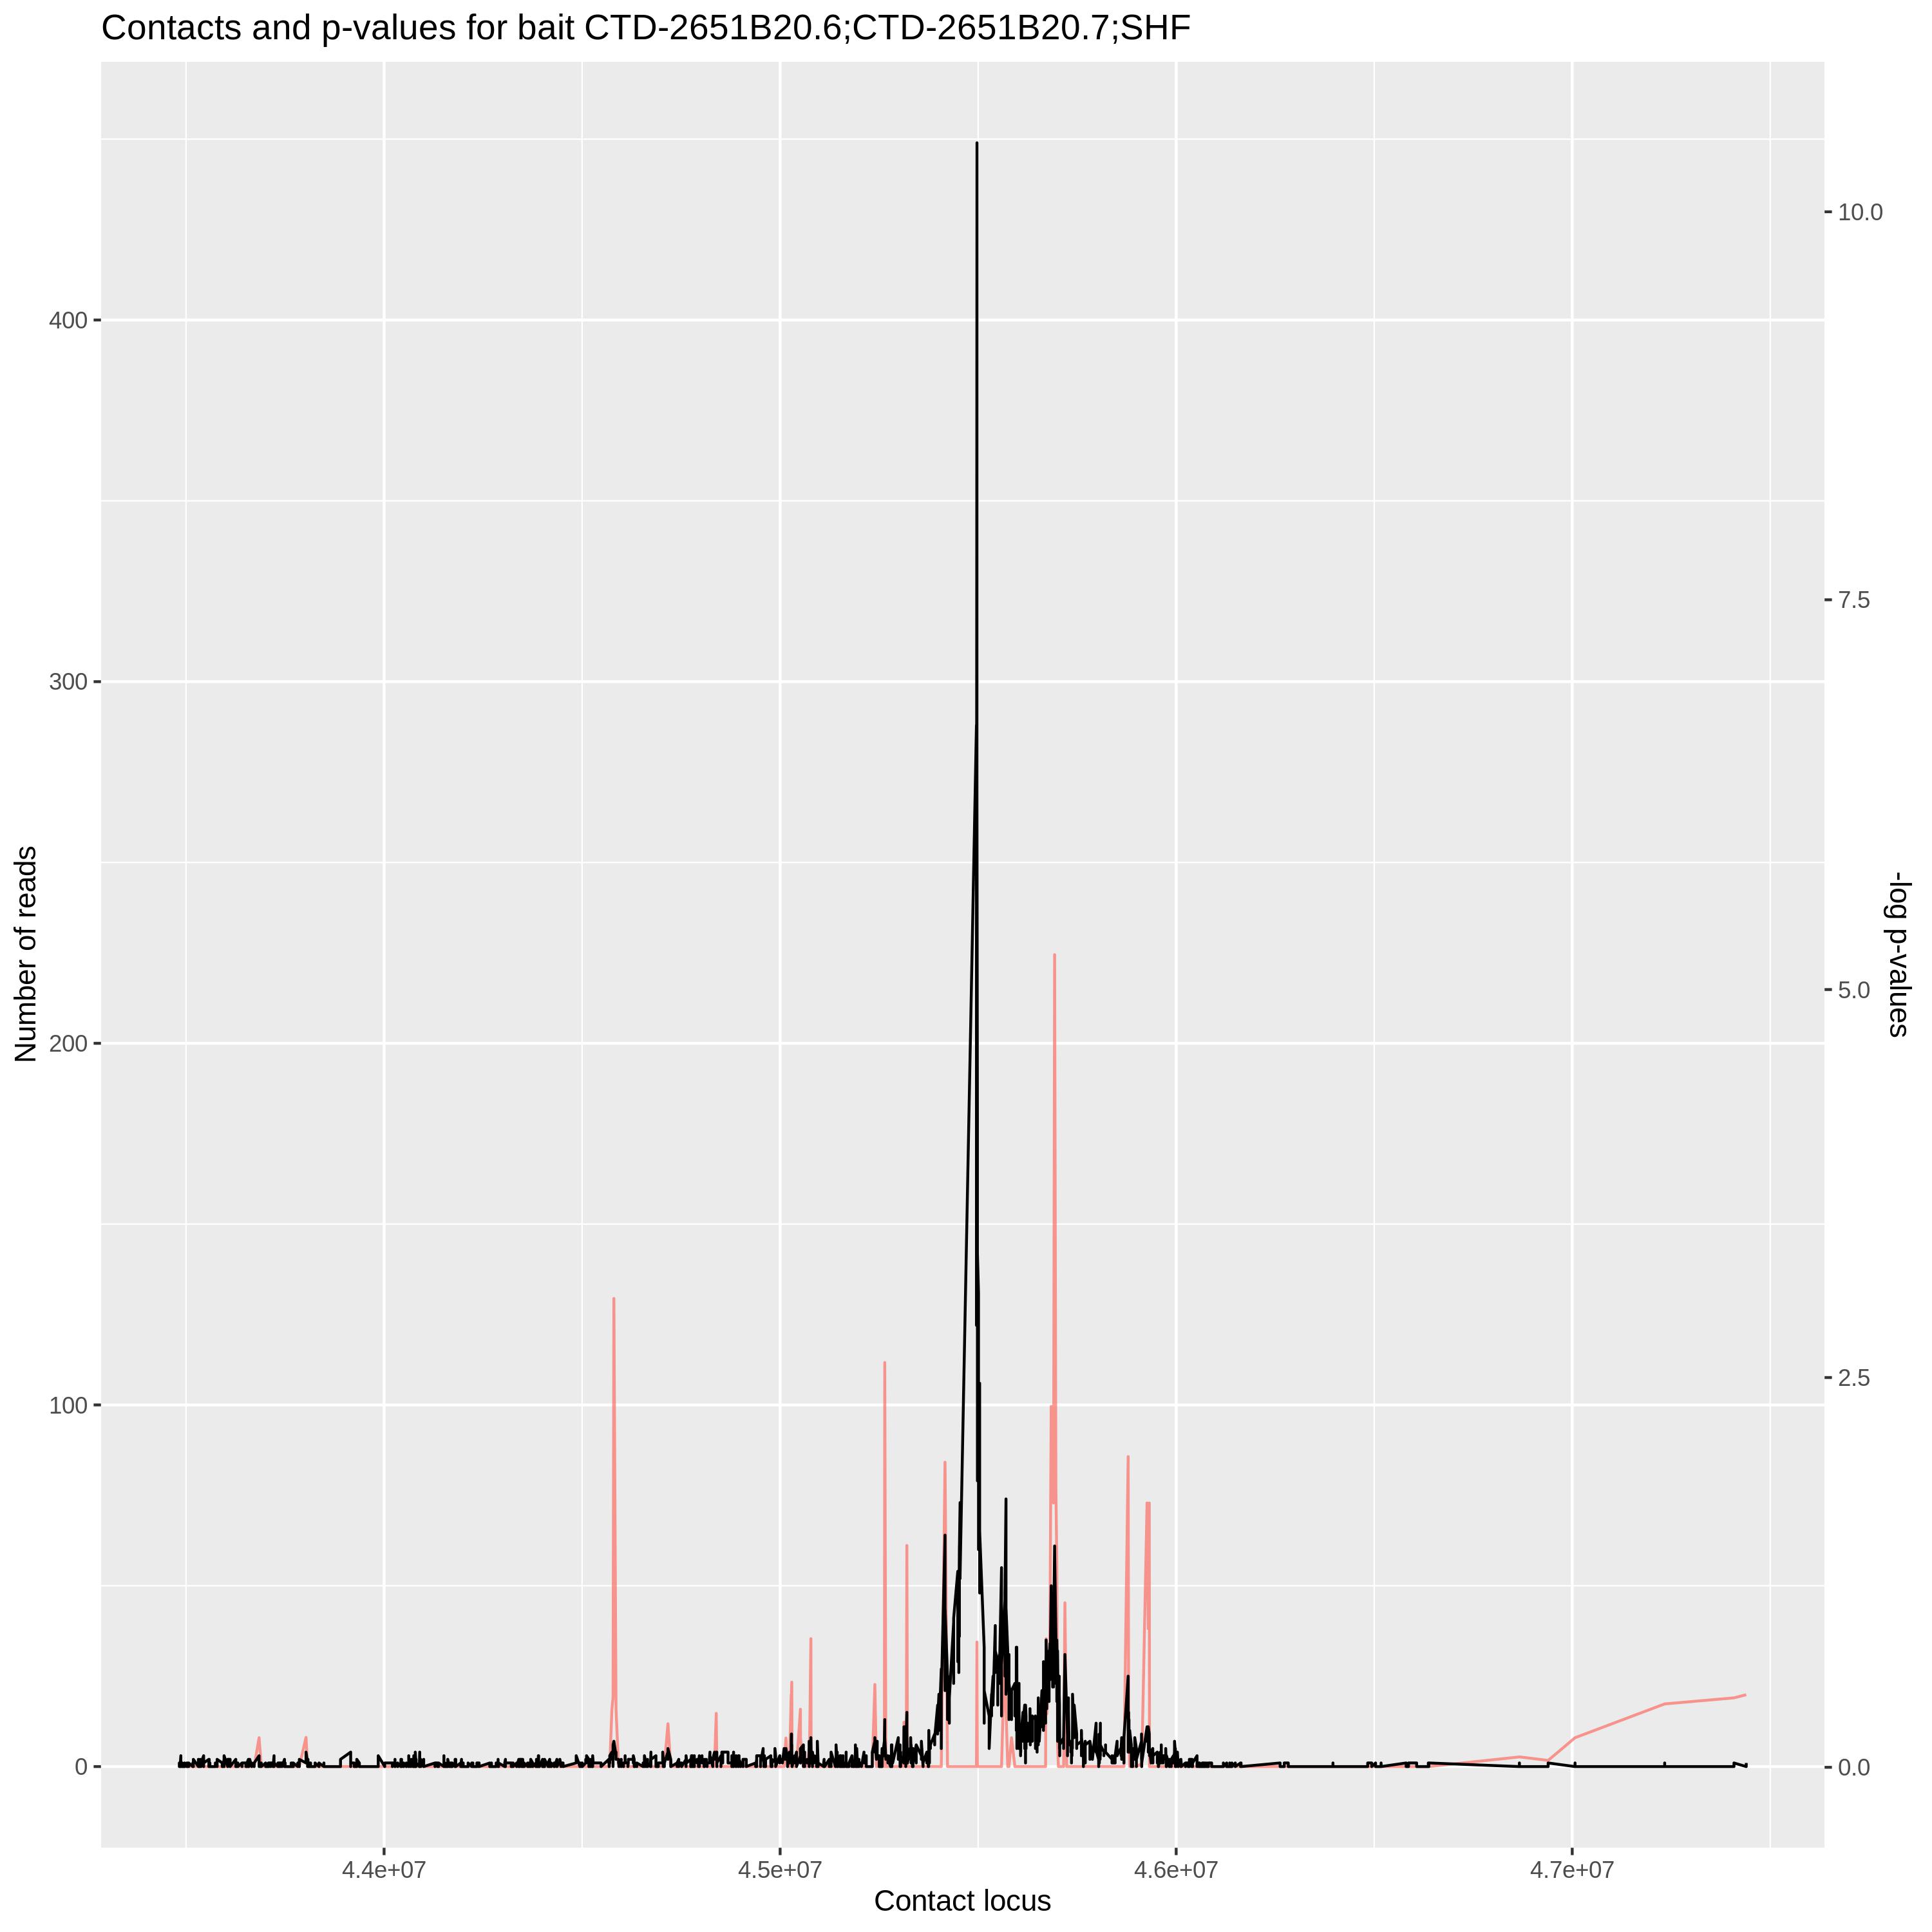 Contacts and p-values for bait CTD-2651B20.6;CTD-2651B20.7;SHF
Number of reads
400
300
200
100
0
10.0
7.5
5.0
2.5
0.0
-log p-values
4.4e+07 4.5e+07 4.6e+07 4.7e+07
Contact locus